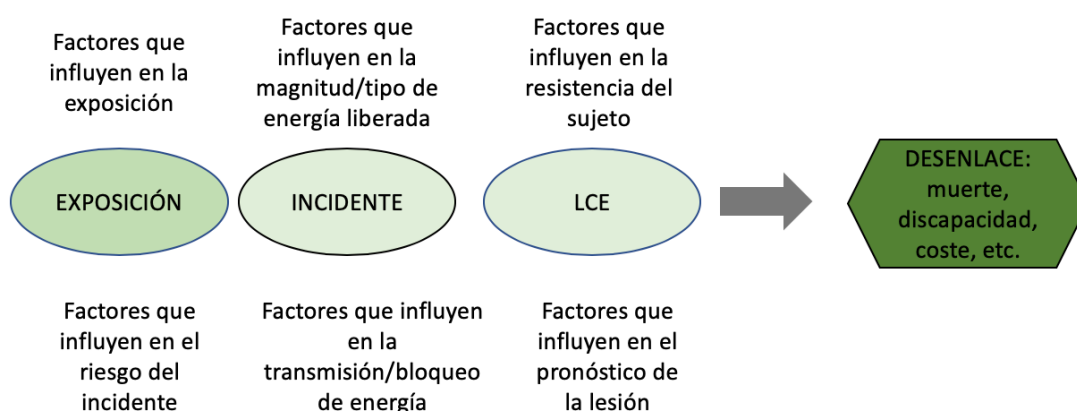 Factores que
influyen en la
exposición
Factores que
influyen en la
magnitud/tipo de
energía liberada
Factores que
influyen en la
resistencia del
sujeto
EXPOSICIÓN
INCIDENTE
LCE
DESENLACE:
muerte,
discapacidad,
coste, etc.
Factores que
influyen en el
riesgo del
incidente
Factores que influyen
en la
transmisión/bloqueo
de energía
Factores que
influyen en el
pronóstico de
la lesión